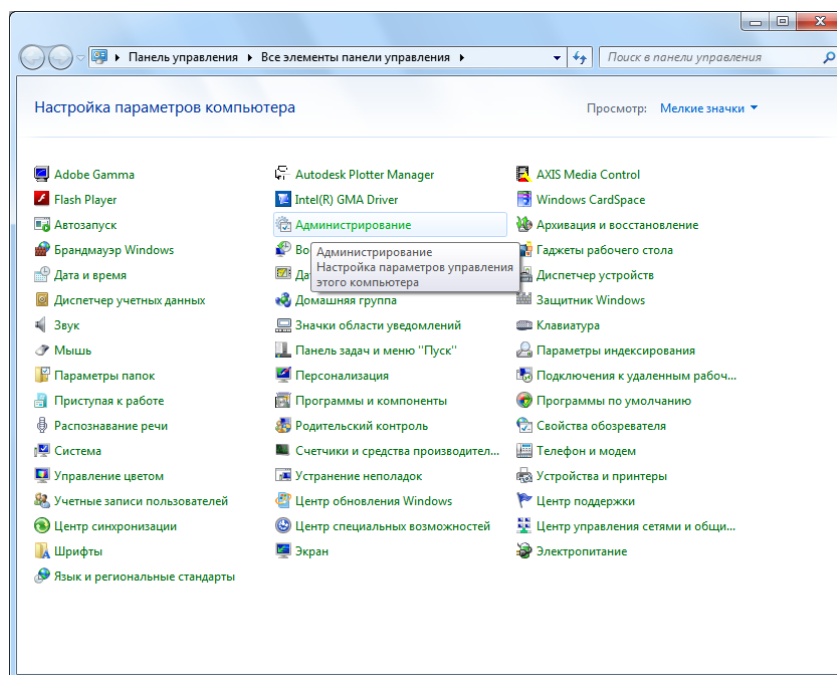 Панель управления ▸ Все элементы панели управления ▸
Поиск в панели управления
Настройка параметров компьютера
Просмотр: Мелкие значки
Adobe Gamma
Autodesk Plotter Manager
AXIS Media Control
Flash Player
Intel(R) GMA Driver
Windows CardSpace
Автозапуск
Администрирование
Архивация и восстановление
Брандмауэр Windows
Во
Гаджеты рабочего стола
Администрирование
Настройка параметров управления
этого компьютера
Дата и время
Да
Диспетчер устройств
Диспетчер учетных данных
Домашняя группа
Защитник Windows
Звук
Значки области уведомлений
Клавиатура
Мышь
Панель задач и меню "Пуск"
Параметры индексирования
Параметры папок
Персонализация
Подключения к удаленным рабоч...
Приступая к работе
Программы и компоненты
Программы по умолчанию
Распознавание речи
Родительский контроль
Свойства обозревателя
Система
Счетчики и средства производител...
Телефон и модем
Управление цветом
Устранение неполадок
Устройства и принтеры
Учетные записи пользователей
Центр обновления Windows
Центр поддержки
Центр синхронизации
Центр специальных возможностей
Центр управления сетями и общи...
Шрифты
Экран
Электропитание
Язык и региональные стандарты